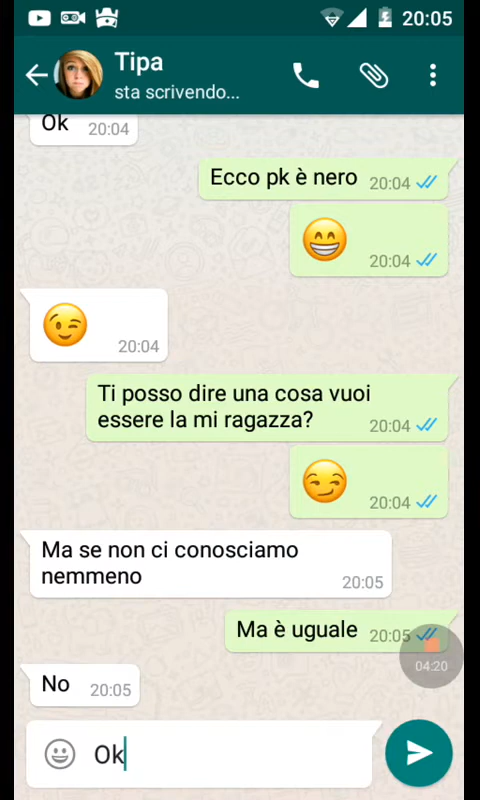 20:05
Tipa
sta scrivendo...
Ok 20:04
Ecco pk è nero 20:04
20:04
20:04
Ti posso dire una cosa vuoi
essere la mi ragazza? 20:04
20:04
Ma se non ci conosciamo
nemmeno 20:05
Ma è uguale 20:05
04:20
No 20:05
Ok